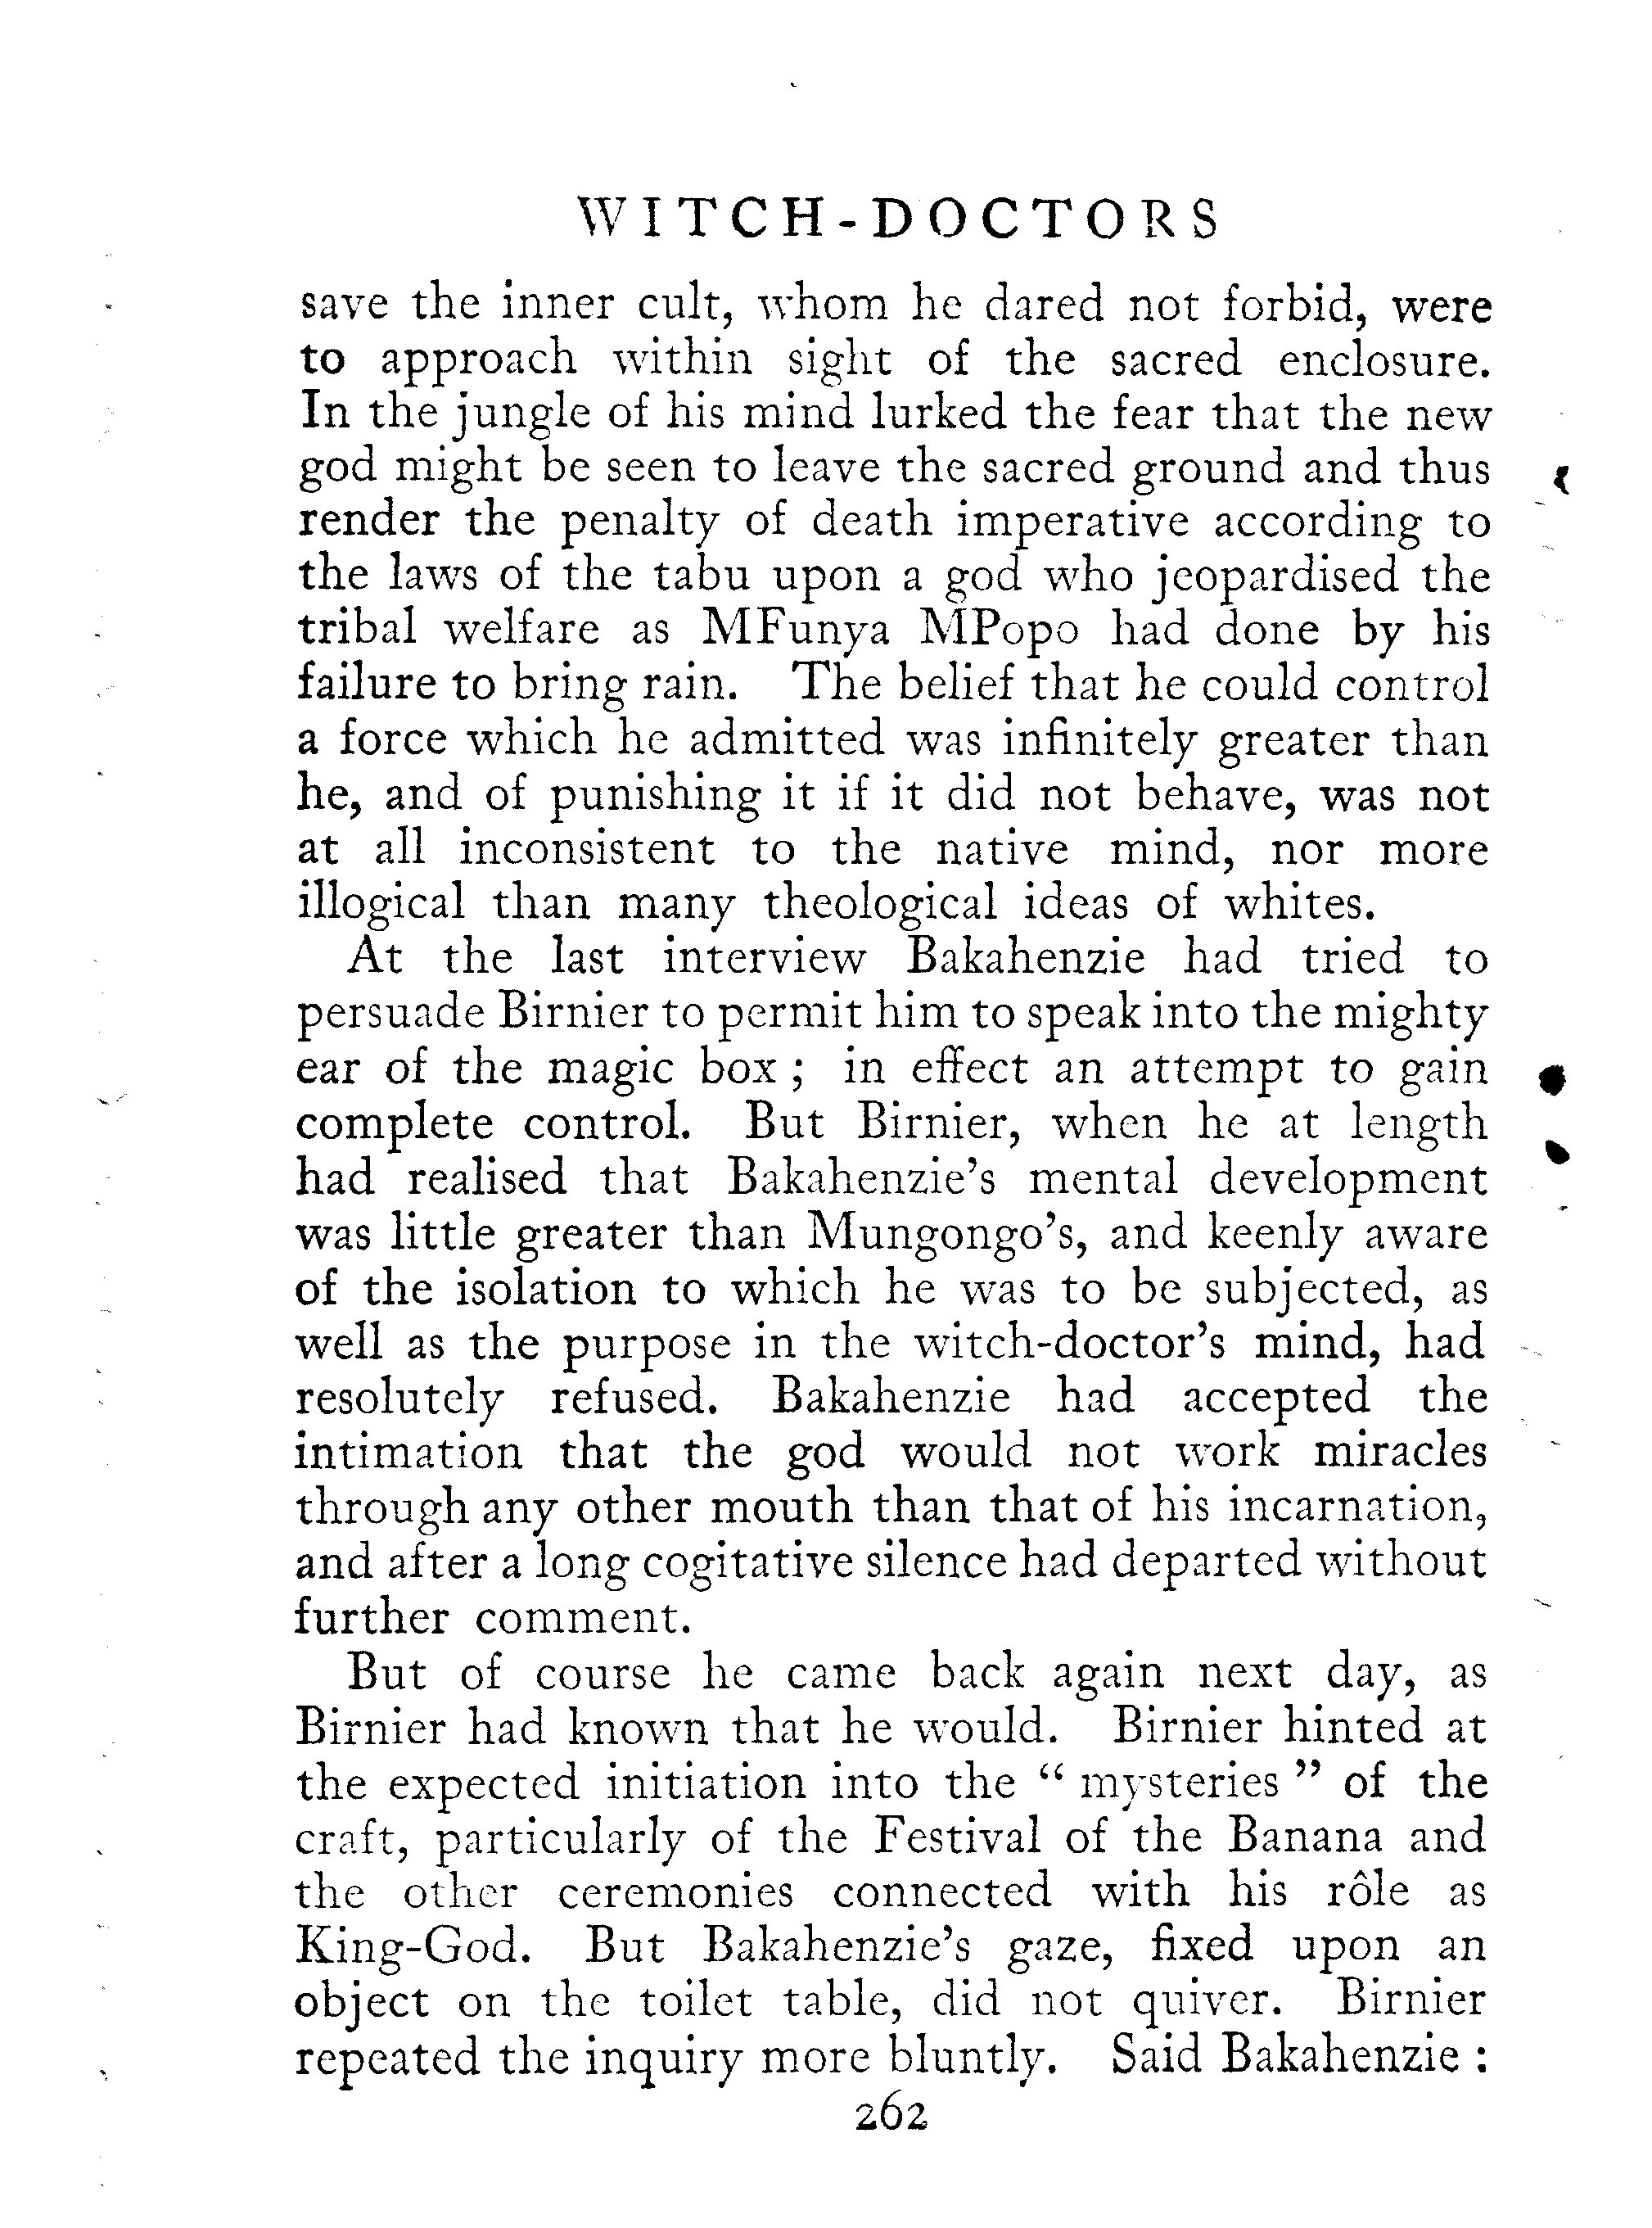 WITCH-DOCTORS
save the inner cult, whom he dared not forbid, were
to approach within sight of the sacred enclosure.
In the jungle of his mind lurked the fear that the new
god might be seen to leave the sacred ground and thus
render the penalty of death imperative according to
the laws of the tabu upon a god who jeopardised the
tribal welfare as MFunya MPopo had done by his
failure to bring rain. The belief that he could control
a force which he admitted was infinitely greater than
he, and of punishing it if it did not behave, was not
at all inconsistent to the native mind, nor more
illogical than many theological ideas of whites.
At the last interview Bakahenzie had tried to
persuade Birnier to permit him to speak into the mighty
ear of the magic box ; in effect an attempt to gain
complete control. But Birnier, when he at length
had realised that Bakahenzie's mental development
was little greater than Mungongo's, and keenly aware
of the isolation to which he was to be subjected, as
well as the purpose in the witch-doctor's mind, had
resolutely refused. Bakahenzie had accepted the
intimation that the god would not work miracles
through any other mouth than that of his incarnation,
and after a long cogitative silence had departed without
further comment.
But of course he came back again next day, as
Birnier had known that he would. Birnier hinted at
the expected initiation into the " mysteries " of the
craft, particularly of the Festival of the Banana and
the other ceremonies connected with his rôle as
King-God. But Bakahenzie's gaze, fixed upon an
object on the toilet table, did not quiver. Birnier
repeated the inquiry more bluntly. Said Bakahenzie :
262